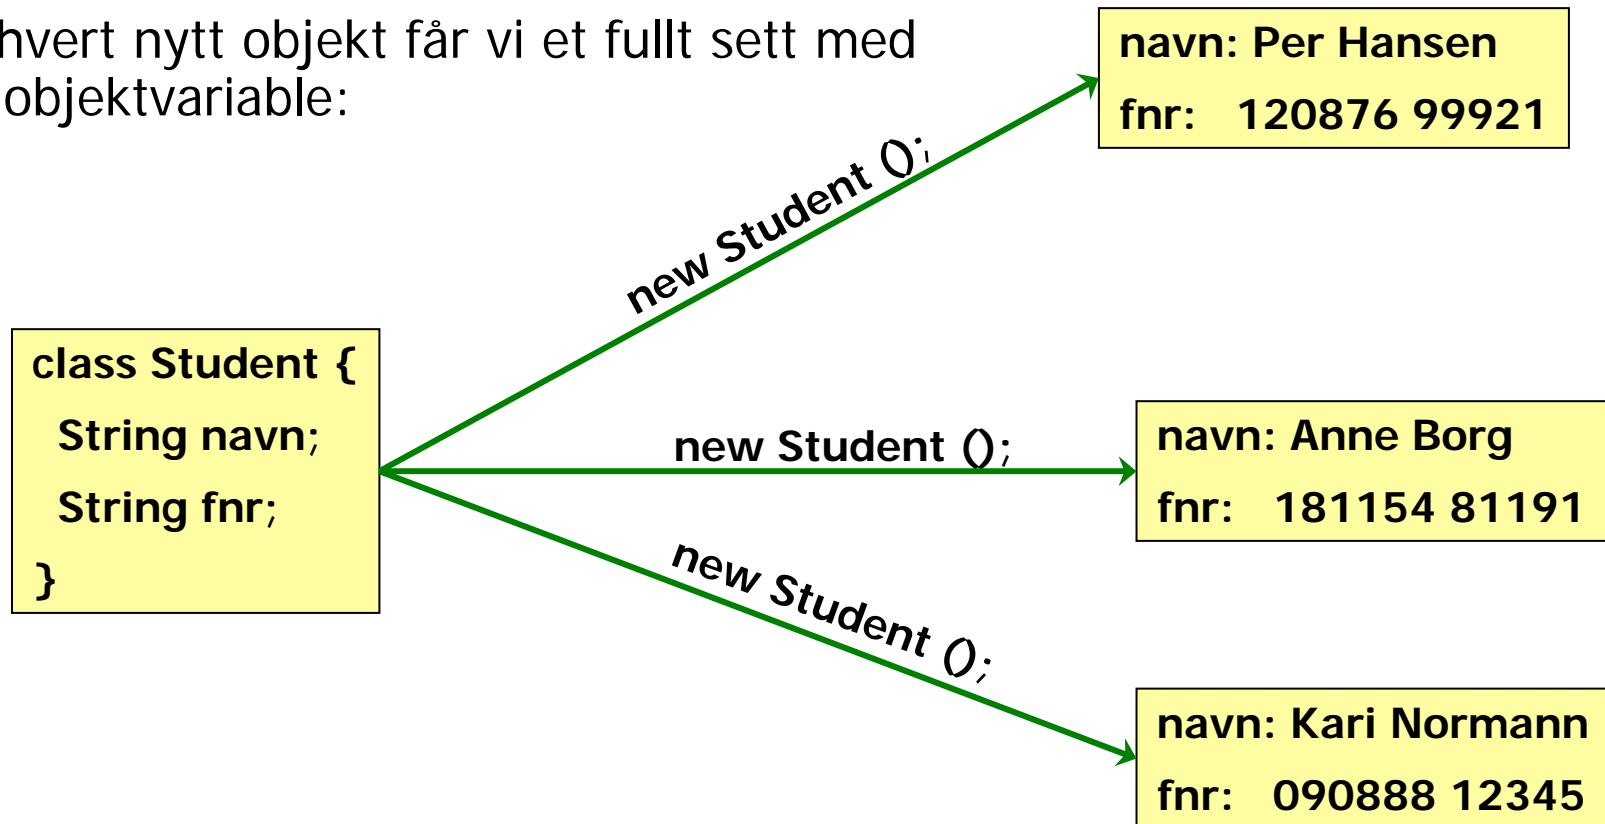 hvert nytt objekt får vi et fullt sett med
objektvariable:
navn: Per Hansen
fnr: 120876 99921
new Student ();
class Student {
String navn;
String fnr;
}
new Student ();
navn: Anne Borg
fnr: 181154 81191
new Student ();
navn: Kari Normann
fnr: 090888 12345